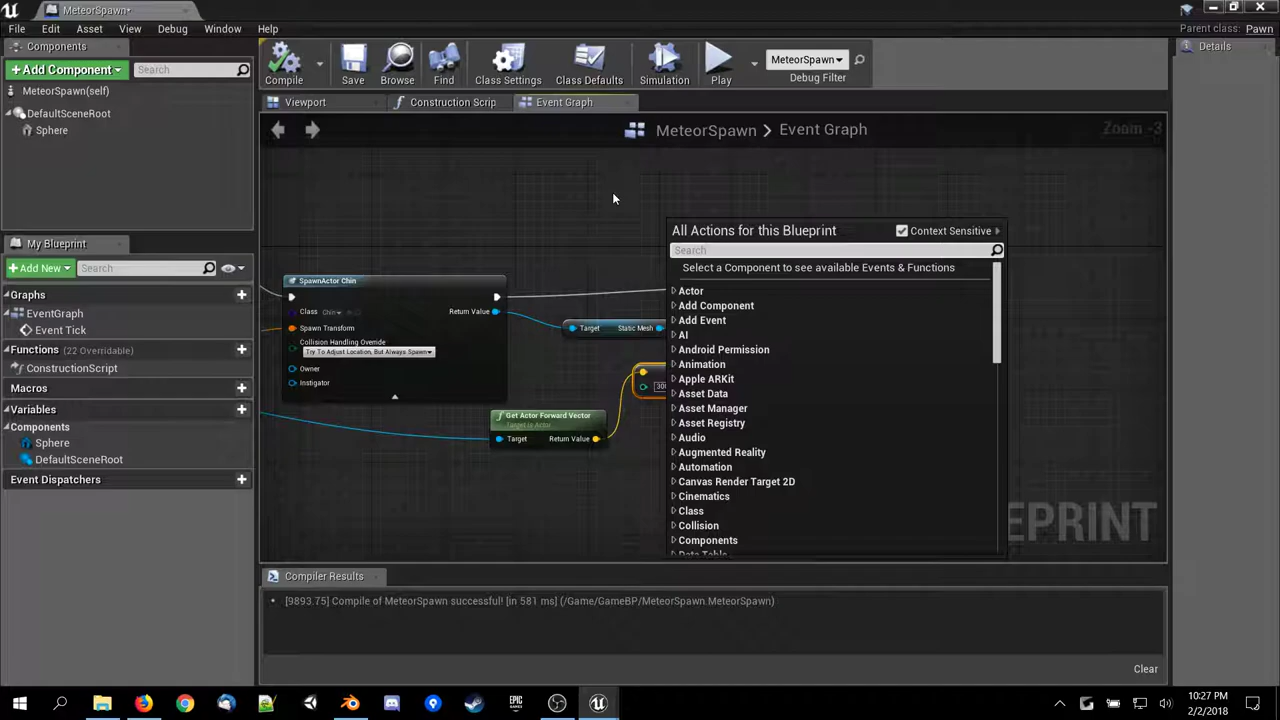 MeteorSpawn*
File Edit Asset View Debug Window Help
Parent class: Pawn
Components
Add Component
Search
MeteorSpawn(self)
DefaultSceneRoot
Sphere
Compile
Save
Browse
Find
Class Settings
Class Defaults
Simulation
Play
MeteorSpawn
Debug Filter
Details
Viewport
Construction Scrip
Event Graph
MeteorSpawn > Event Graph
Zoom -3
My Blueprint
Add New
Search
Graphs
EventGraph
Event Tick
Functions (22 Overridable)
ConstructionScript
Macros
Variables
Components
Sphere
DefaultSceneRoot
Event Dispatchers
SpawnActor Chin
Class Chin
Return Value
Spawn Transform
Collision Handling Override
Try To Adjust Location, But Always Spawn
Owner
Instigator
Target Static Mesh
Get Actor Forward Vector
Target is Actor
Target Return Value
All Actions for this Blueprint
Context Sensitive
Search
Select a Component to see available Events & Functions
Actor
Add Component
Add Event
AI
Android Permission
Animation
Apple ARKit
Asset Data
Asset Manager
Asset Registry
Audio
Augmented Reality
Automation
Canvas Render Target 2D
Cinematics
Class
Collision
Components
Data Table
EPRINT
Compiler Results
[9893.75] Compile of MeteorSpawn successful! [in 581 ms] (/Game/GameBP/MeteorSpawn.MeteorSpawn)
Clear
EPIC
GAMES
10:27 PM
2/2/2018